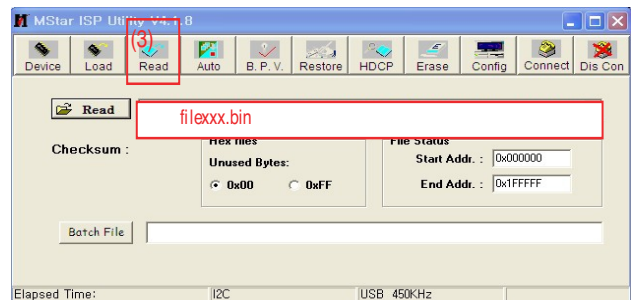 MStar ISP Utility V4.1.8
(3)
Device Load Read Auto B. P. V. Restore HDCP Erase Config Connect Dis Con
Read filexxx.bin
Checksum : Hex files File Status
Unused Bytes: Start Addr. : 0x000000
0x00 0xFF End Addr. : 0x1FFFFF
Batch File
Elapsed Time: I2C USB 450KHz